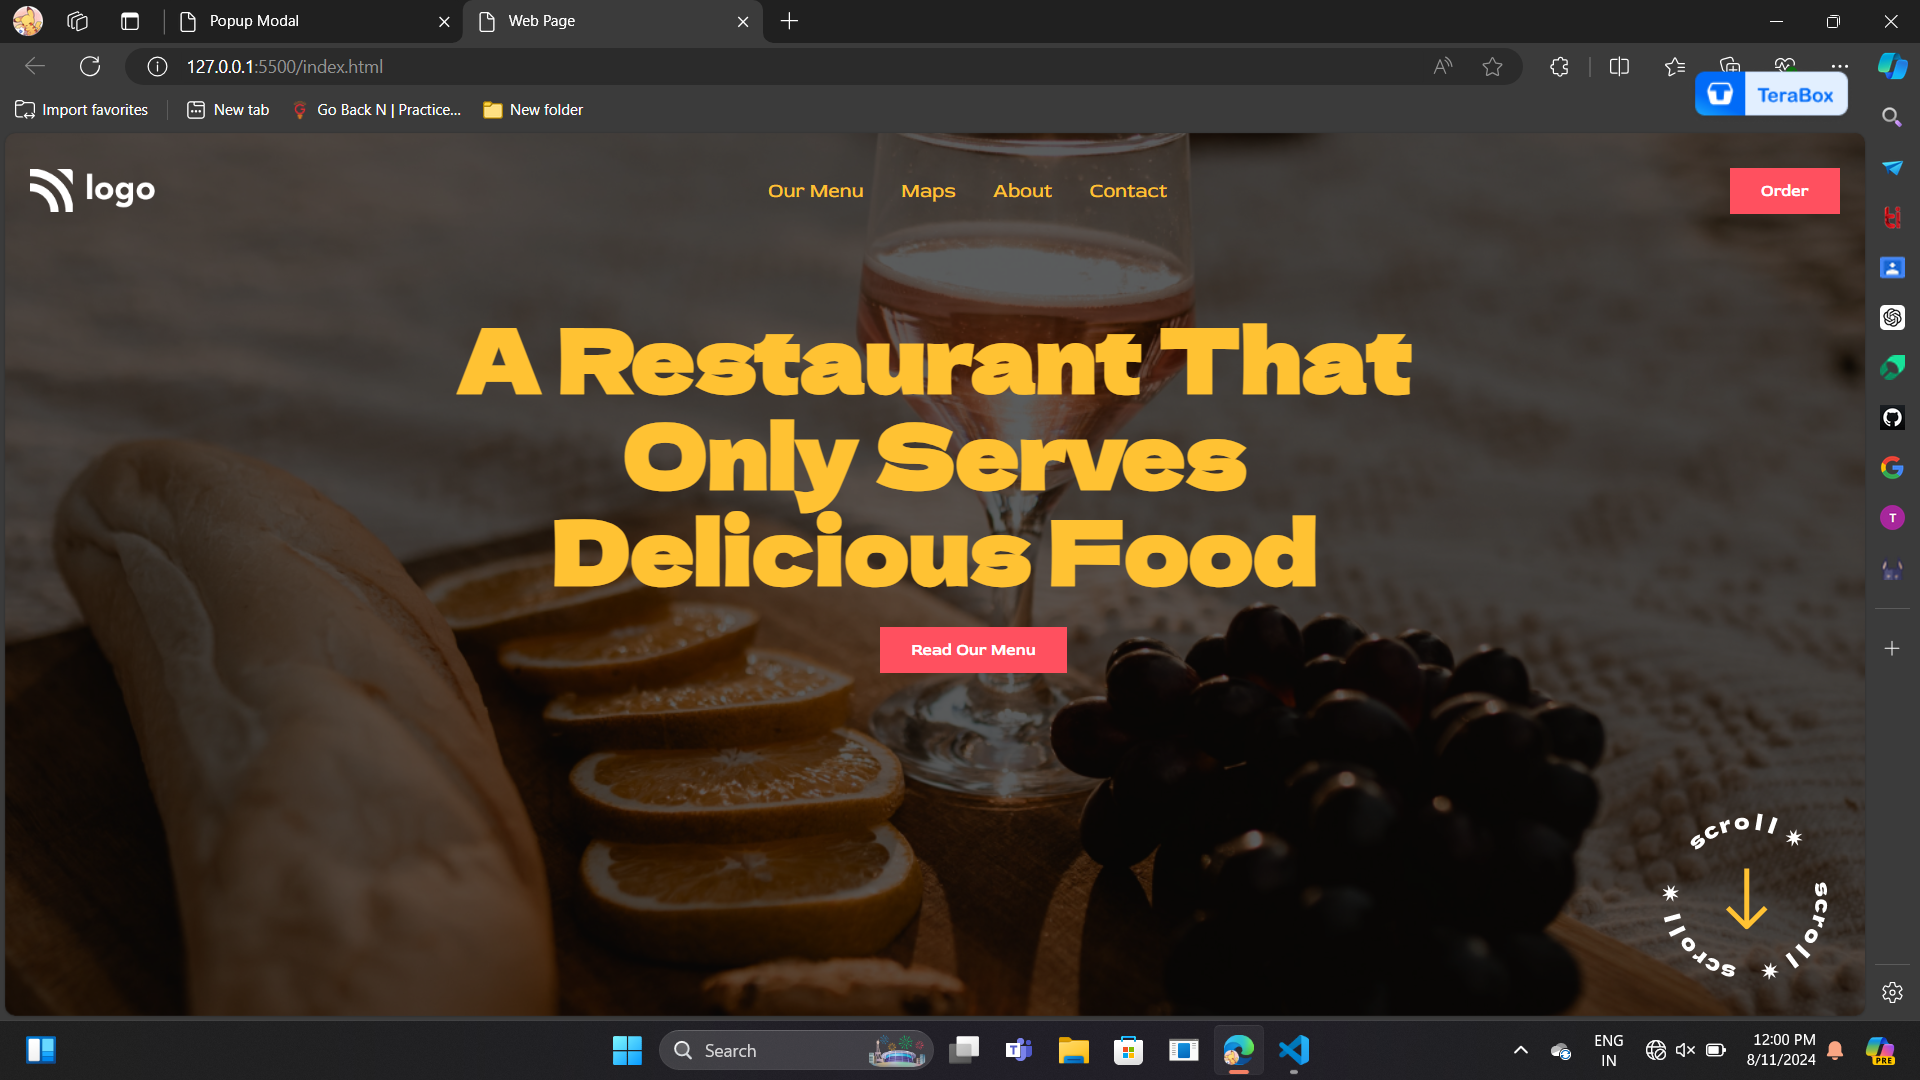 Popup Modal
Web Page
127.0.0.1:5500/index.html
Import favorites
New tab
Go Back N | Practice...
New folder
TeraBox
logo
Our Menu
Maps
About
Contact
Order
A Restaurant That
Only Serves
Delicious Food
Read Our Menu
scroll
scroll
scroll
T
Search
ENG
IN
12:00 PM
8/11/2024
PRE